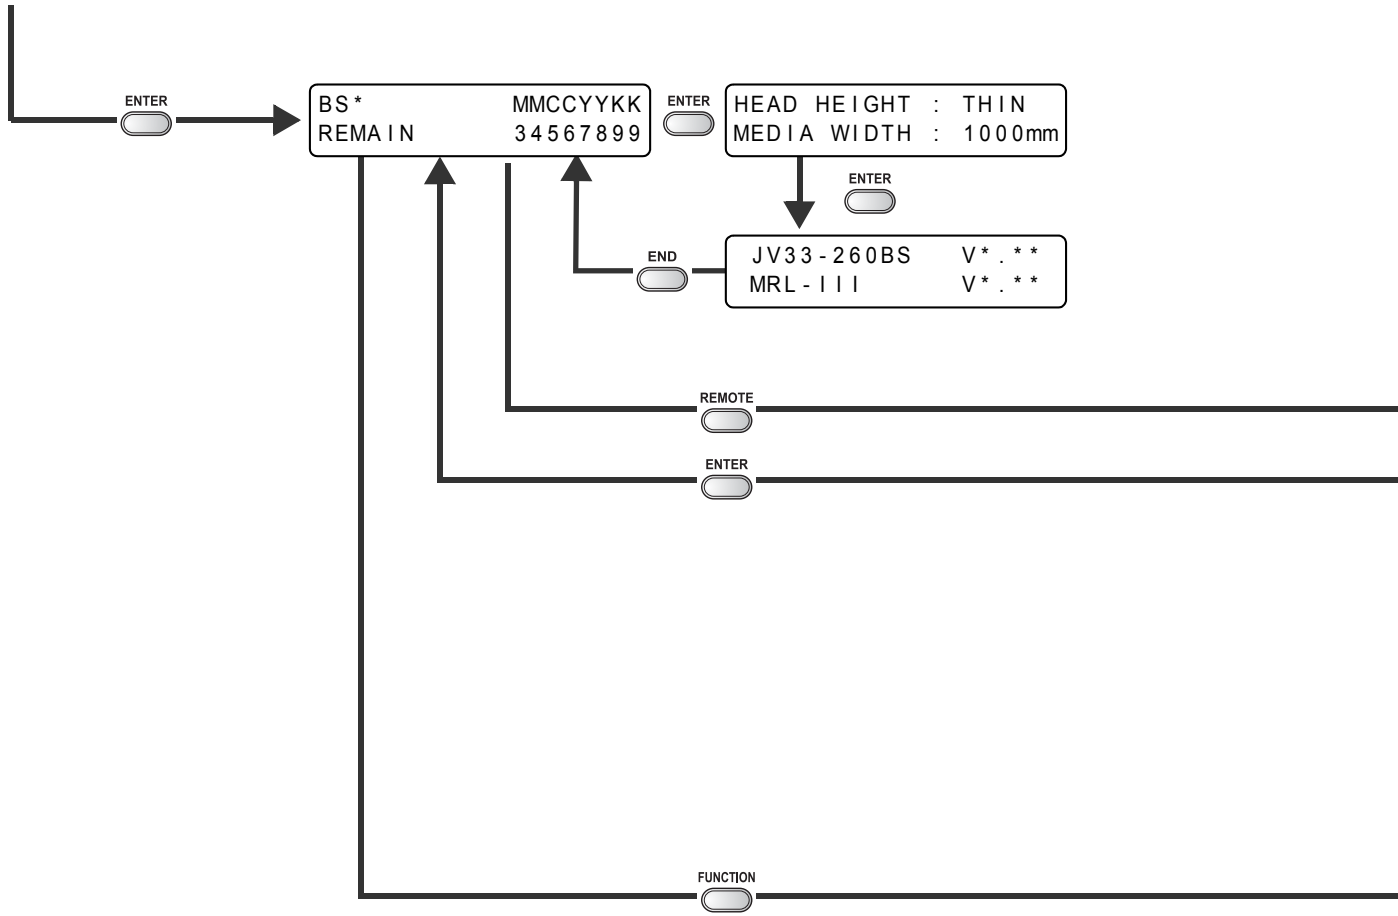 ENTER
BS* MMCCYYKK
REMAIN 34567899
ENTER
HEAD HEIGHT : THIN
MEDIA WIDTH : 1000mm
ENTER
JV33-260BS V*.**
MRL-III V*.**
END
REMOTE
ENTER
FUNCTION